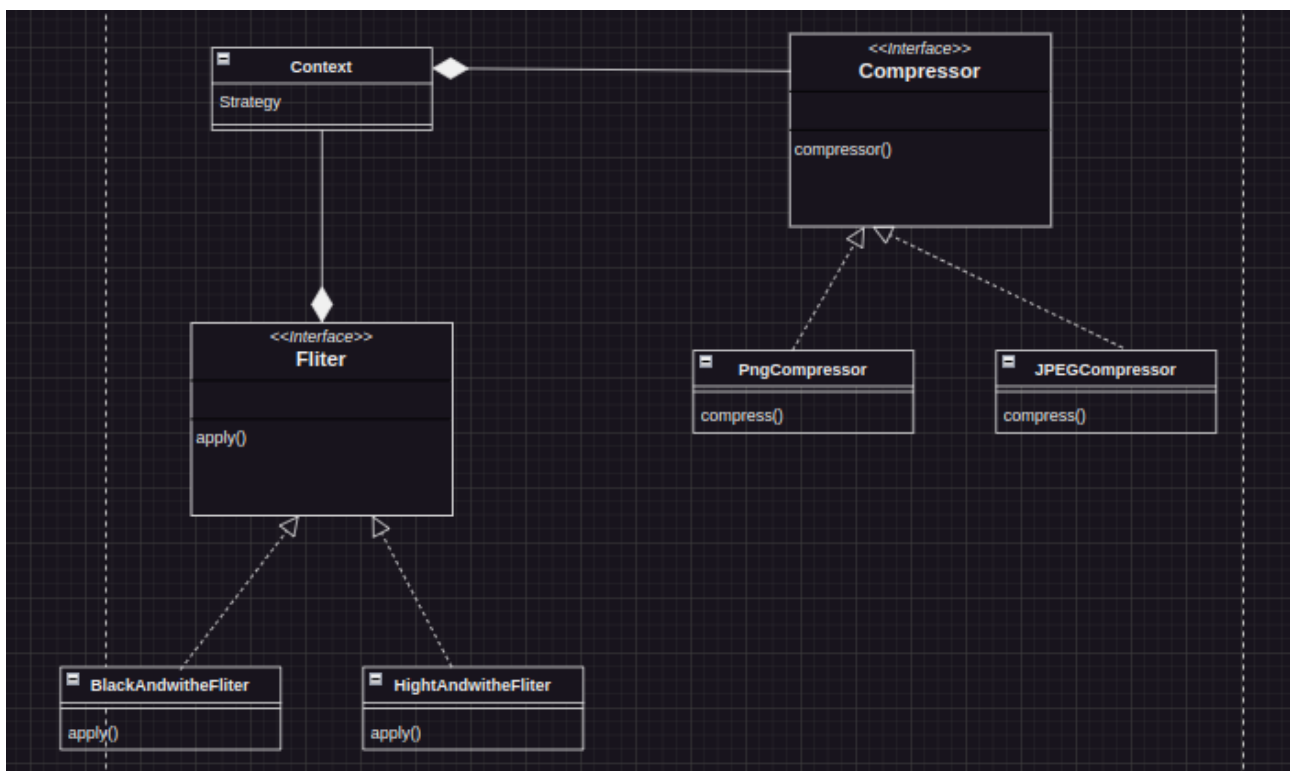 Context
Strategy
<<Interface>>
Compressor
compressor()
<<Interface>>
Fliter
apply()
PngCompressor
compress()
JPEGCompressor
compress()
BlackAndwitheFliter
apply()
HightAndwitheFliter
apply()